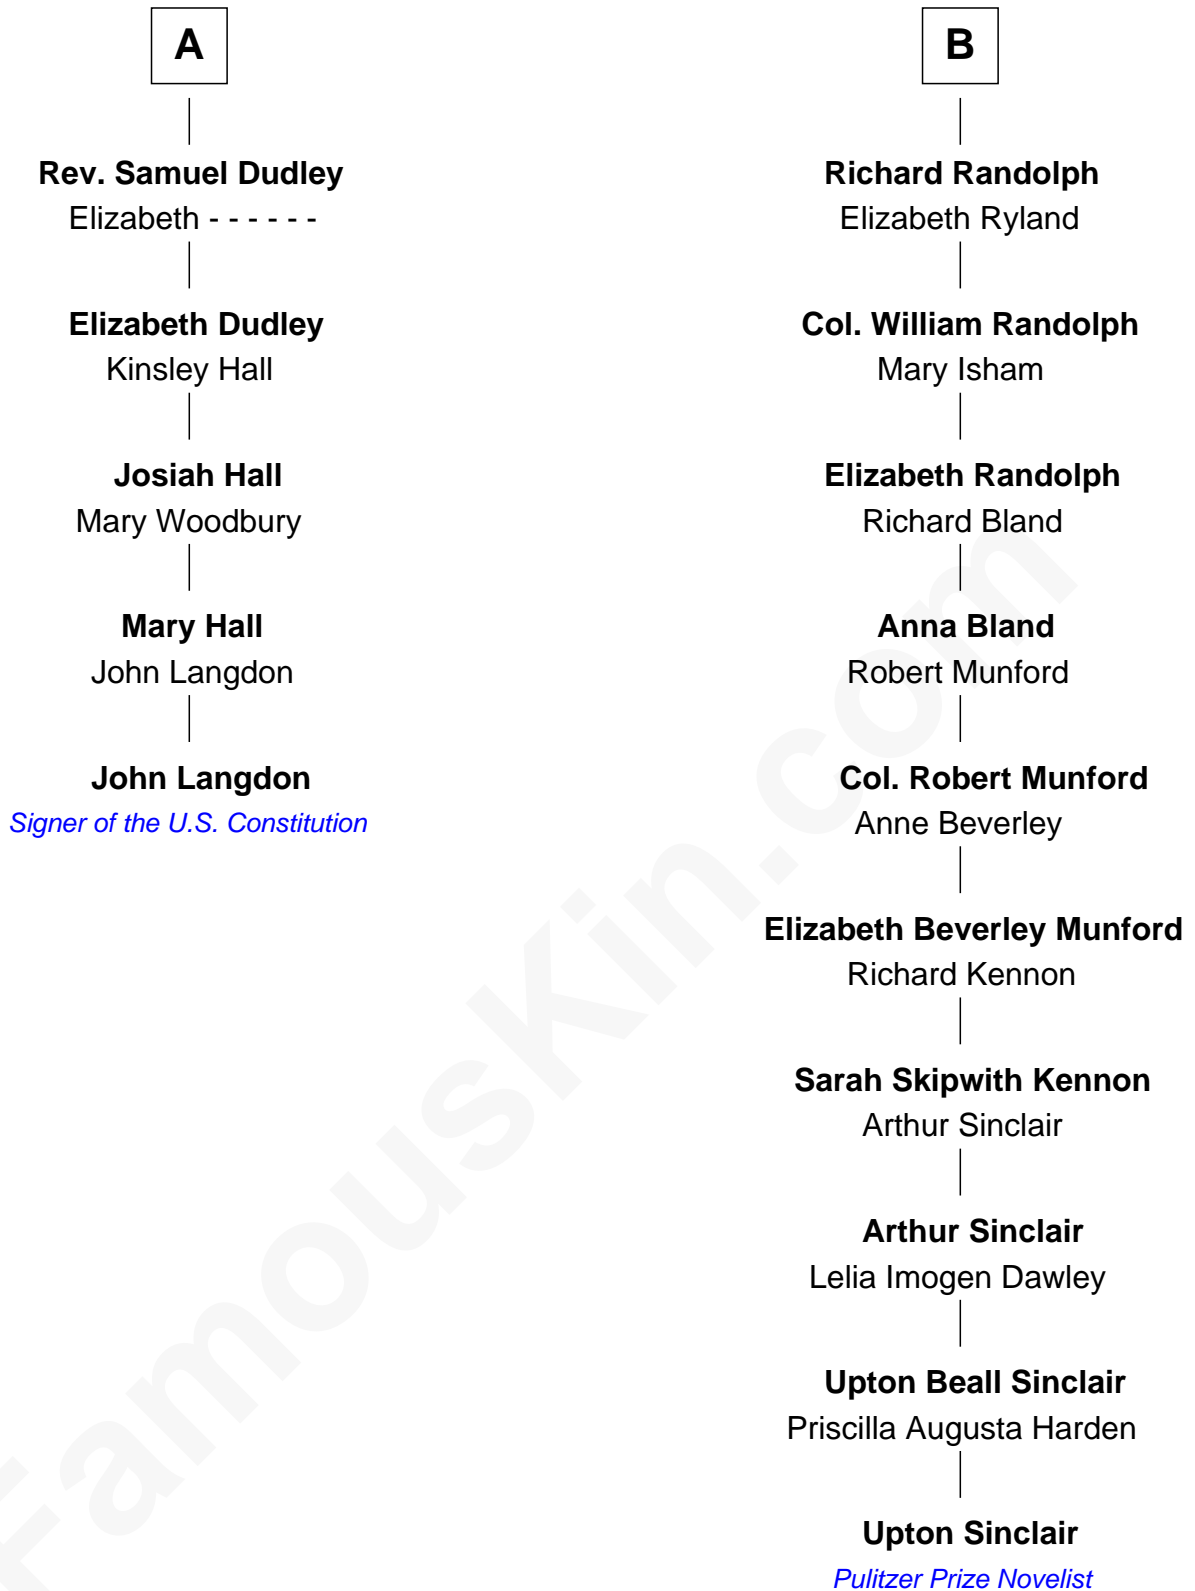 A
Rev. Samuel Dudley
Elizabeth - - - - - -
Elizabeth Dudley
Kinsley Hall
Josiah Hall
Mary Woodbury
Mary Hall
John Langdon
John Langdon
Signer of the U.S. Constitution
B
Richard Randolph
Elizabeth Ryland
Col. William Randolph
Mary Isham
Elizabeth Randolph
Richard Bland
Anna Bland
Robert Munford
Col. Robert Munford
Anne Beverley
Elizabeth Beverley Munford
Richard Kennon
Sarah Skipwith Kennon
Arthur Sinclair
Arthur Sinclair
Lelia Imogen Dawley
Upton Beall Sinclair
Priscilla Augusta Harden
Upton Sinclair
Pulitzer Prize Novelist
FamousKin.com